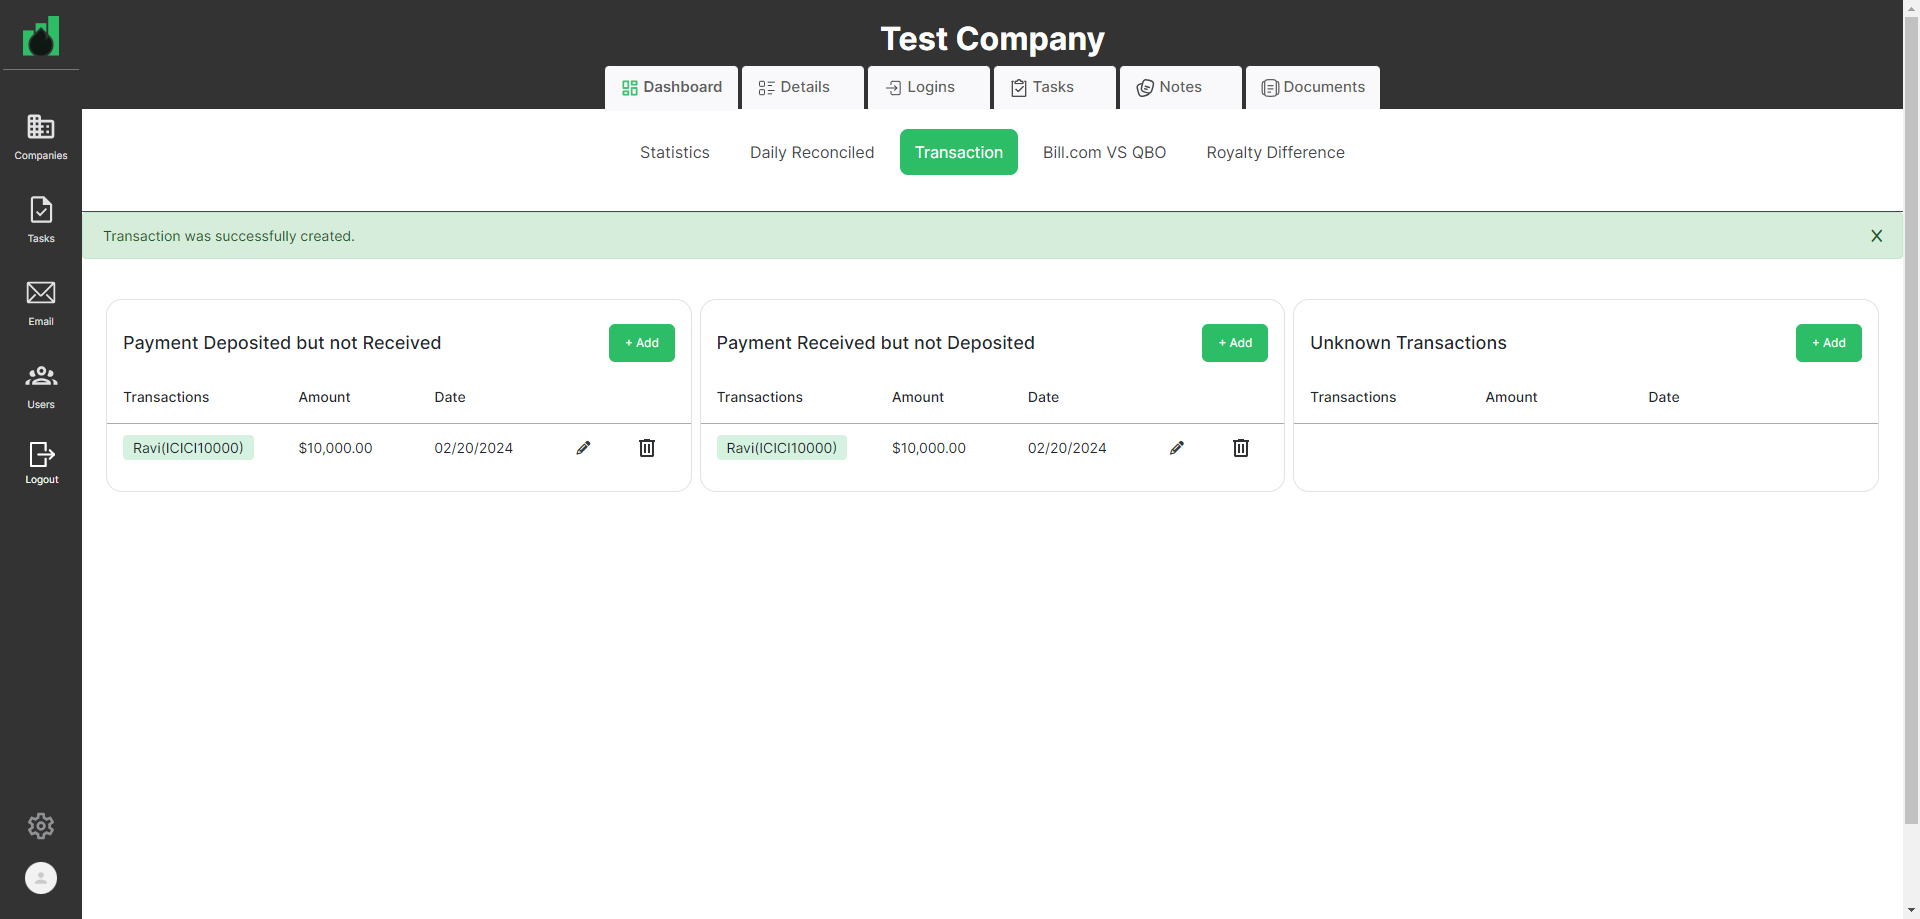 Test Company
Dashboard
Details
Logins
Tasks
Notes
Documents
Companies
Tasks
Email
Users
Logout
Statistics
Daily Reconciled
Transaction
Bill.com VS QBO
Royalty Difference
Transaction was successfully created.
X
Payment Deposited but not Received
+ Add
Transactions Amount Date
Ravi(ICICI10000) $10,000.00 02/20/2024
Payment Received but not Deposited
+ Add
Transactions Amount Date
Ravi(ICICI10000) $10,000.00 02/20/2024
Unknown Transactions
+ Add
Transactions Amount Date